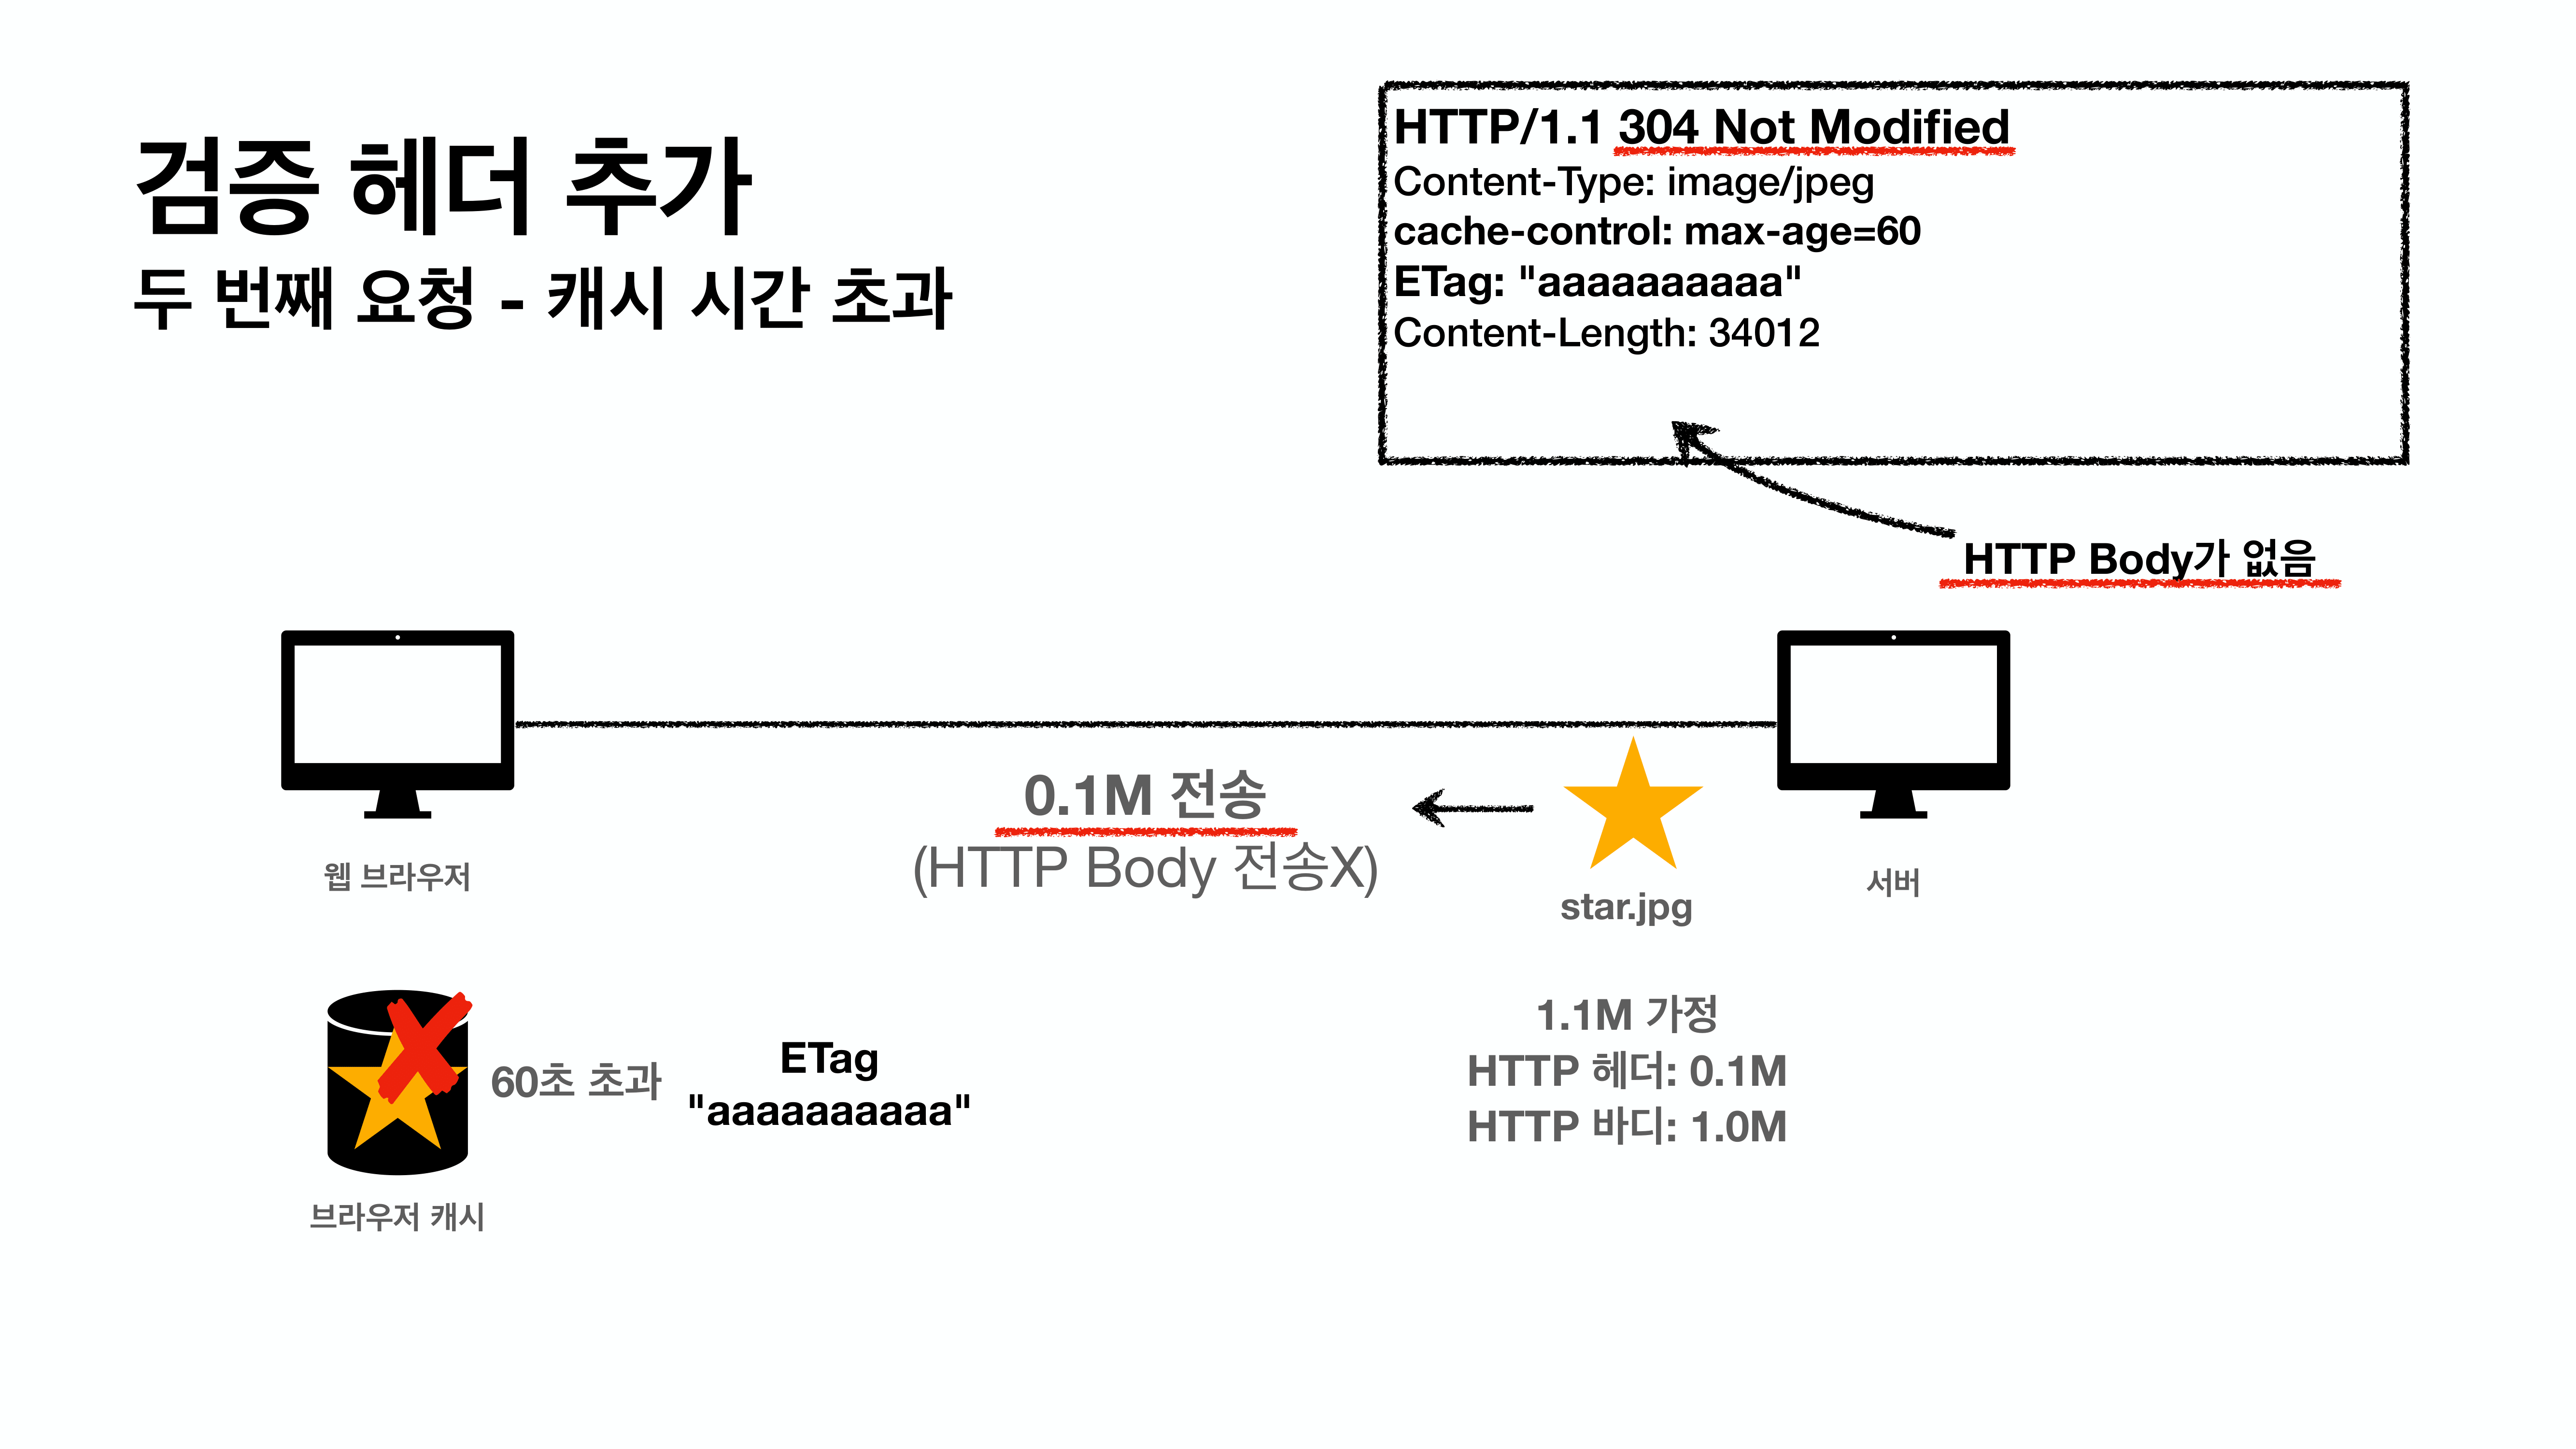 검증 헤더 추가
두 번째 요청 - 캐시 시간 초과
HTTP/1.1 304 Not Modified
Content-Type: image/jpeg
cache-control: max-age=60
ETag: "aaaaaaaaaa"
Content-Length: 34012
HTTP Body가 없음
0.1M 전송
(HTTP Body 전송X)
웹 브라우저
star.jpg
서버
60초 초과
ETag
"aaaaaaaaaa"
브라우저 캐시
1.1M 가정
HTTP 헤더: 0.1M
HTTP 바디: 1.0M